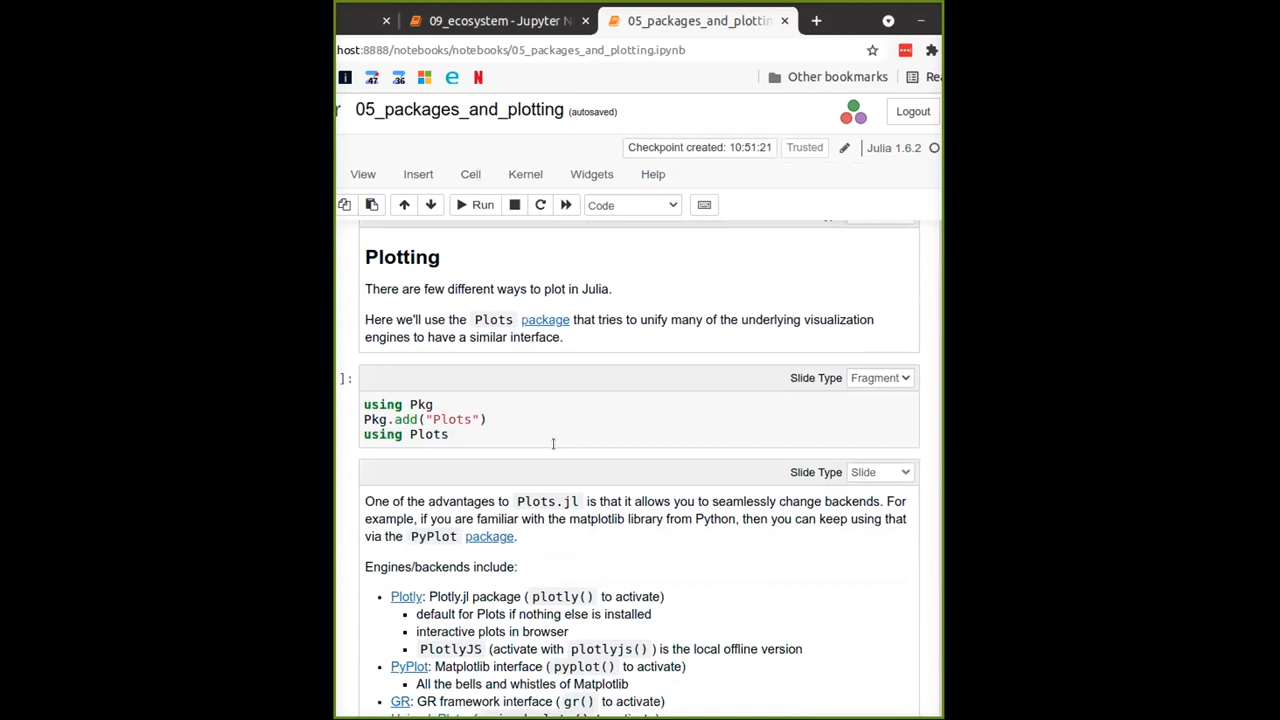 09_ecosystem - Jupyter N
05_packages_and_plottin
host:8888/notebooks/notebooks/05_packages_and_plotting.ipynb
47
36
Other bookmarks
Rea
r 05_packages_and_plotting (autosaved)
Logout
Checkpoint created: 10:51:21
Trusted
Julia 1.6.2
View Insert Cell Kernel Widgets Help
Run
Code
Plotting
There are few different ways to plot in Julia.
Here we'll use the Plots package that tries to unify many of the underlying visualization
engines to have a similar interface.
]:
Slide Type Fragment
using Pkg
Pkg.add("Plots")
using Plots
Slide Type Slide
One of the advantages to Plots.jl is that it allows you to seamlessly change backends. For
example, if you are familiar with the matplotlib library from Python, then you can keep using that
via the PyPlot package.
Engines/backends include:
• Plotly: Plotly.jl package ( plotly() to activate)
▪ default for Plots if nothing else is installed
▪ interactive plots in browser
▪ PlotlyJS (activate with plotlyjs() ) is the local offline version
• PyPlot: Matplotlib interface ( pyplot() to activate)
▪ All the bells and whistles of Matplotlib
• GR: GR framework interface ( gr() to activate)